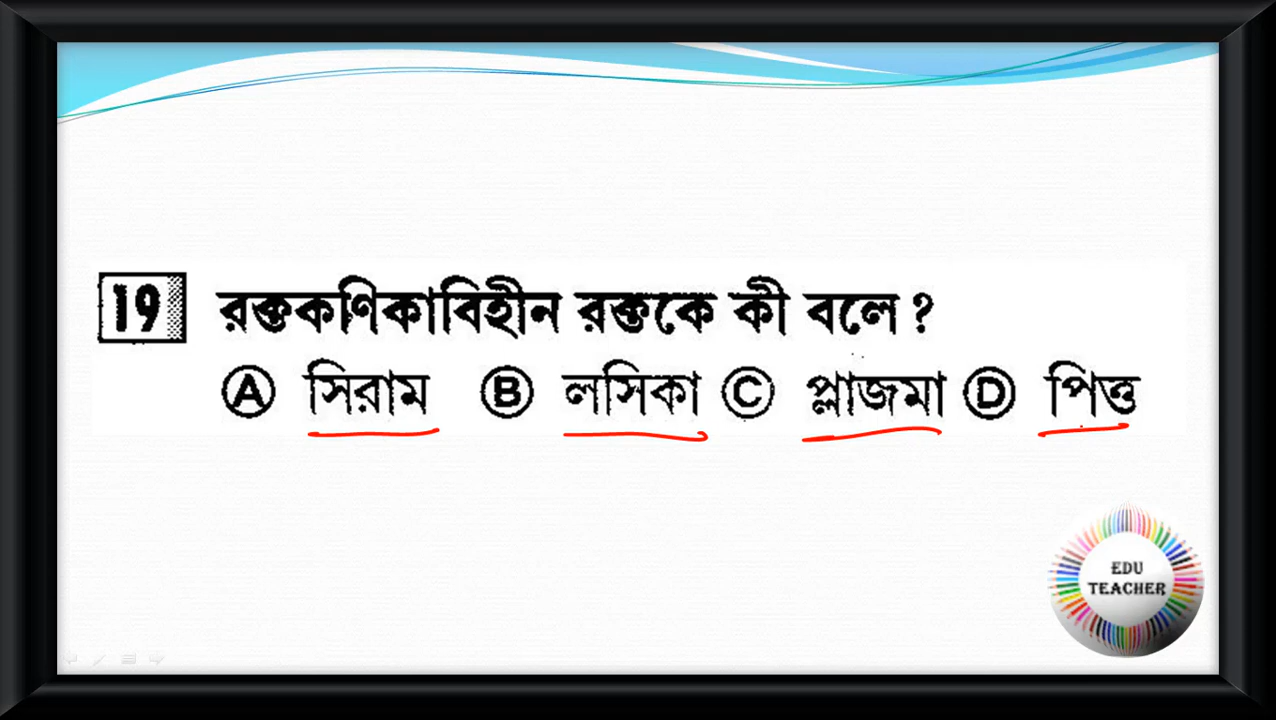 19 রক্তকণিকাবিহীন রক্তকে কী বলে ?
Ⓐ সিরাম Ⓑ লসিকা Ⓒ প্লাজমা Ⓓ পিত্ত
EDU
TEACHER